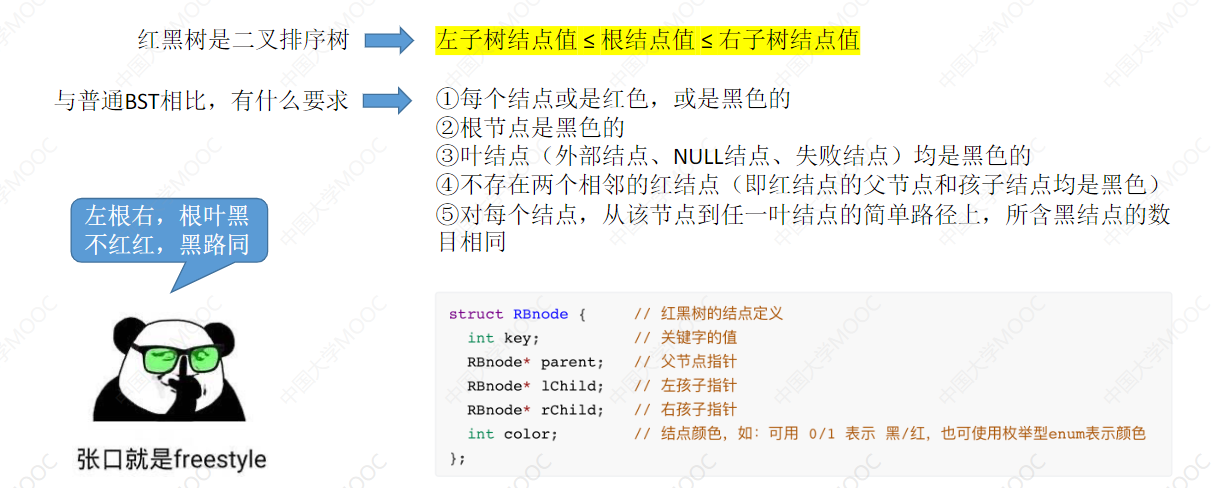 红黑树是二叉排序树
左子树结点值 ≤ 根结点值 ≤ 右子树结点值
与普通BST相比，有什么要求
①每个结点或是红色，或是黑色的
②根节点是黑色的
③叶结点（外部结点、NULL结点、失败结点）均是黑色的
④不存在两个相邻的红结点（即红结点的父节点和孩子结点均是黑色）
⑤对每个结点，从该节点到任一叶结点的简单路径上，所含黑结点的数
目相同
左根右，根叶黑
不红红，黑路同
张口就是freestyle
struct RBnode { // 红黑树的结点定义
int key; // 关键字的值
RBnode* parent; // 父节点指针
RBnode* lChild; // 左孩子指针
RBnode* rChild; // 右孩子指针
int color; // 结点颜色，如：可用 0/1 表示 黑/红，也可使用枚举型enum表示颜色
};
中国大学MOOC